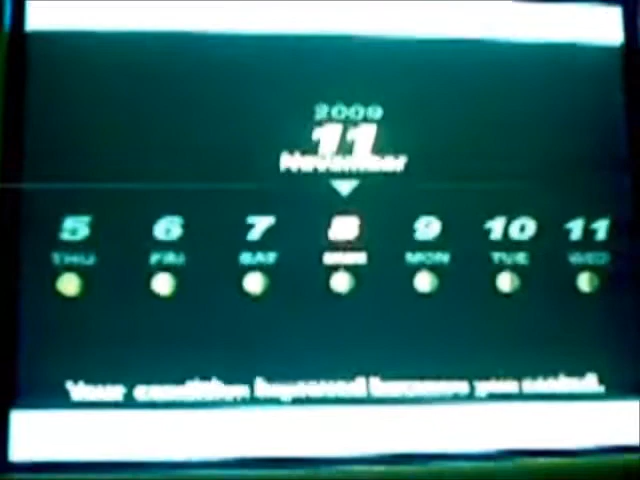 2009
11
November
5 6 7 8 9 10 11
THU FRI SAT SUN MON TUE WED
Your condition improved because you rested.